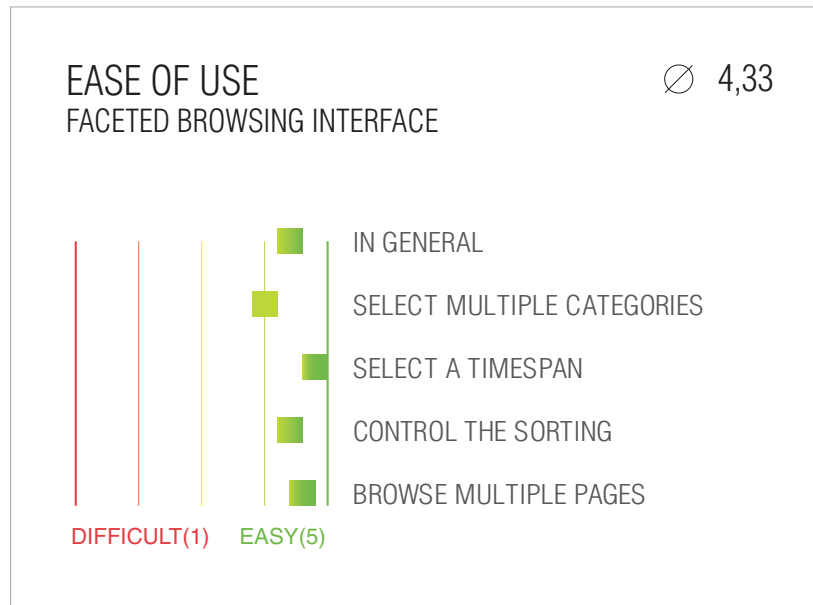 EASE OF USE
∅ 4,33
FACETED BROWSING INTERFACE
IN GENERAL
SELECT MULTIPLE CATEGORIES
SELECT A TIMESPAN
CONTROL THE SORTING
BROWSE MULTIPLE PAGES
DIFFICULT(1) EASY(5)